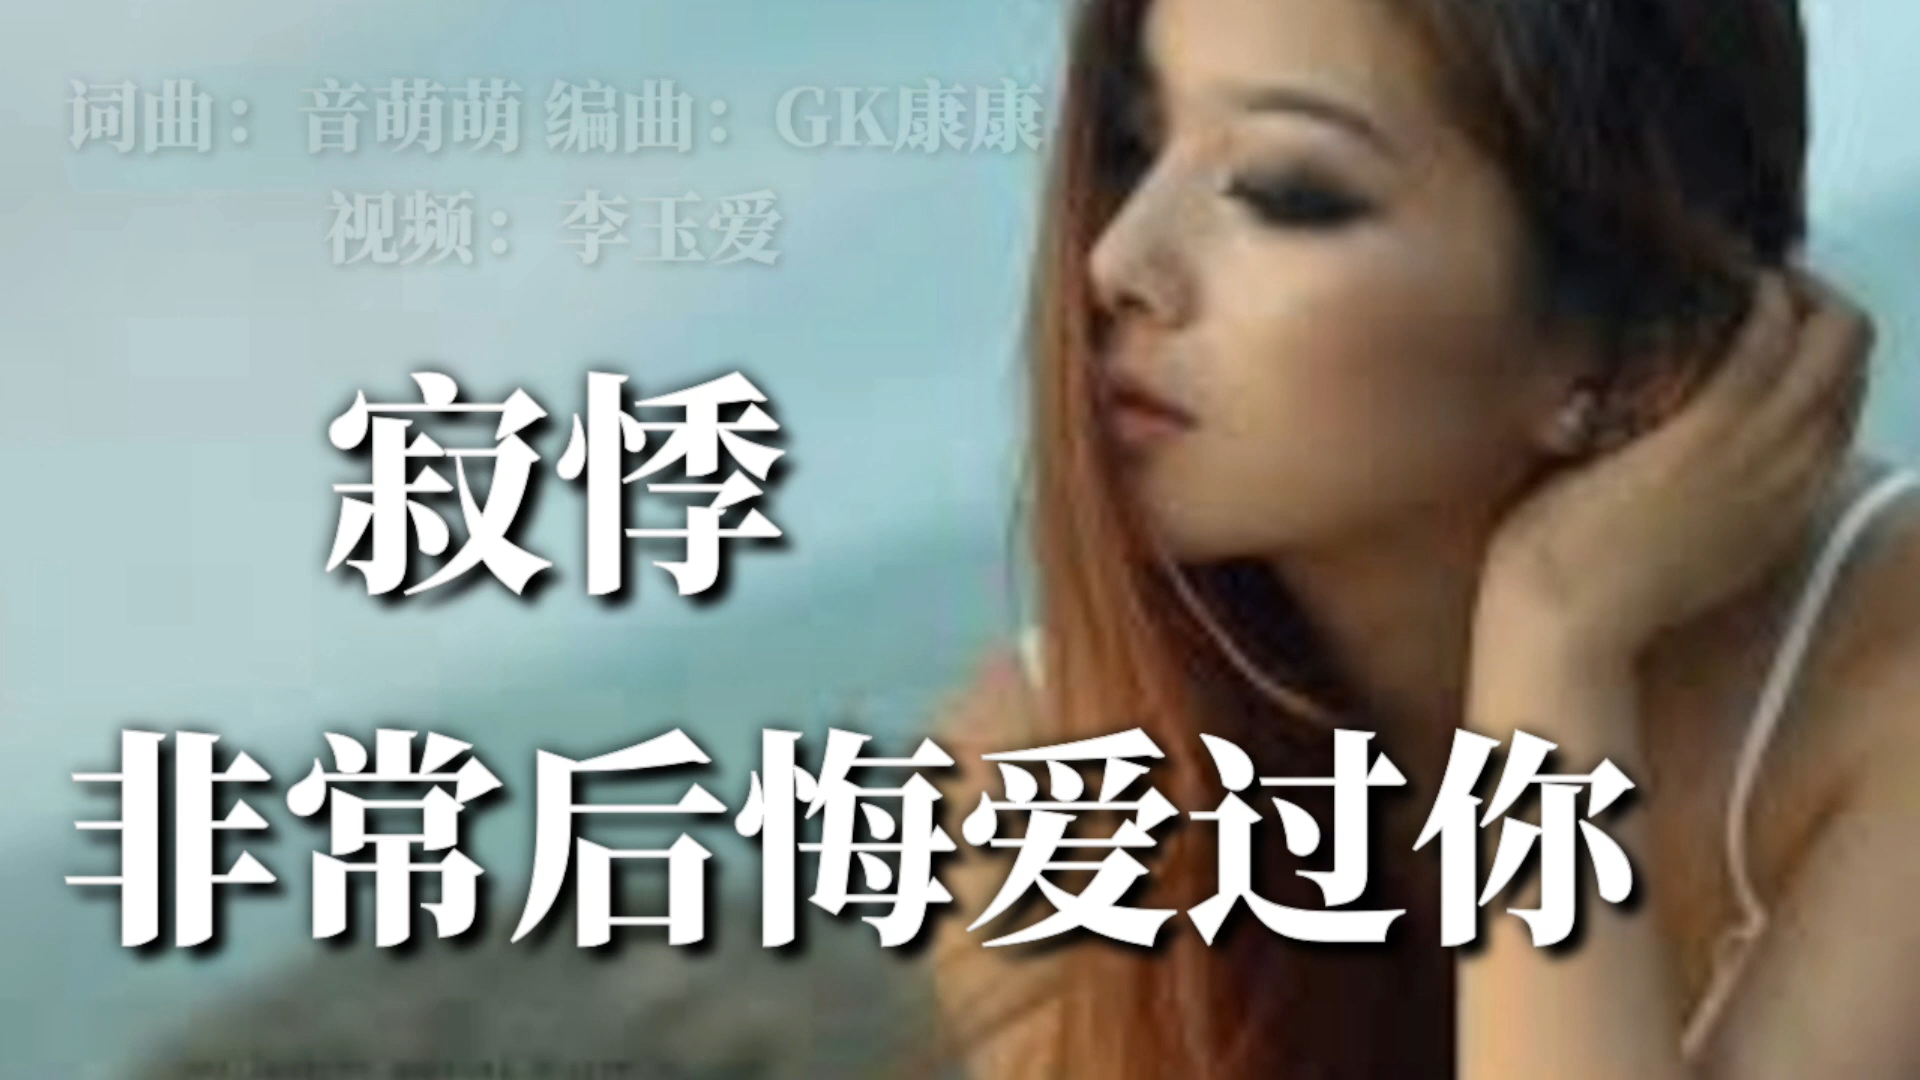 词曲：音萌萌 编曲：GK康康
视频：李玉爱
寂悸
非常后悔爱过你